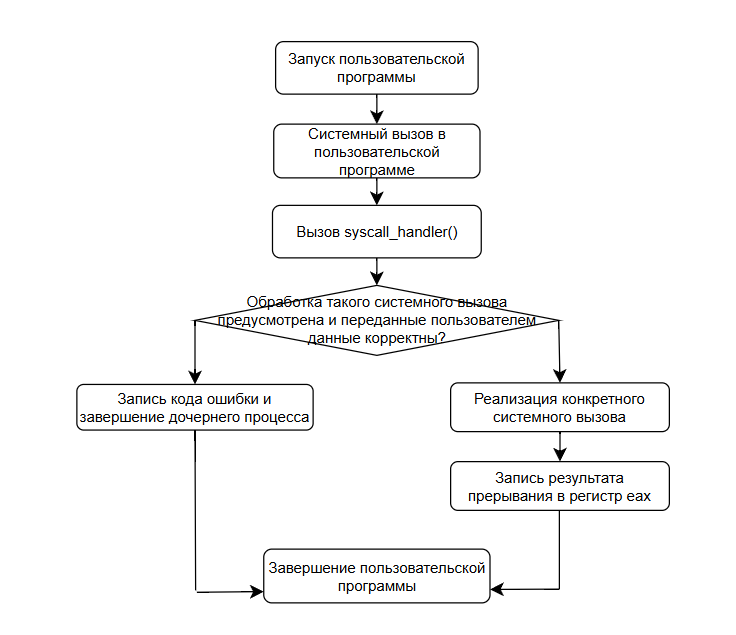 Запуск пользовательской
программы
Системный вызов в
пользовательской
программе
Вызов syscall_handler()
Обработка такого системного вызова
предусмотрена и переданные пользователем
данные корректны?
Запись кода ошибки и
завершение дочернего процесса
Реализация конкретного
системного вызова
Запись результата
прерывания в регистр eax
Завершение пользовательской
программы